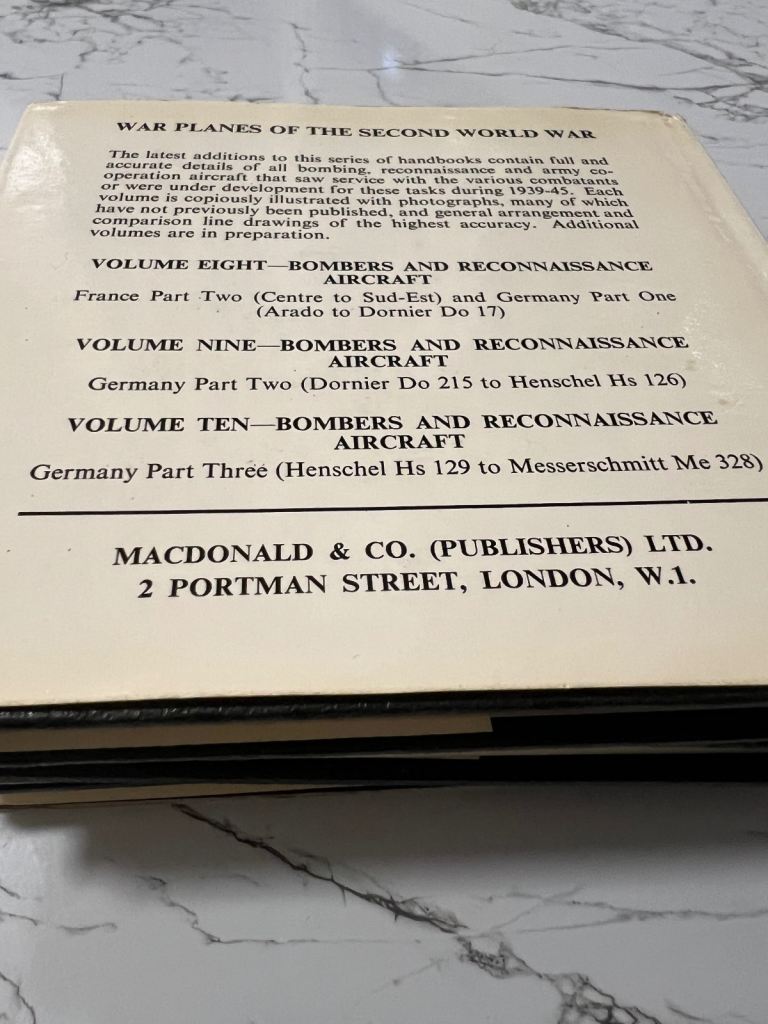 WAR PLANES OF THE SECOND WORLD WAR
The latest additions to this series of handbooks contain full and
accurate details of all bombing, reconnaissance and army co-
operation aircraft that saw service with the various combatants
or were under development for these tasks during 1939-45. Each
volume is copiously illustrated with photographs, many of which
have not previously been published, and general arrangement and
comparison line drawings of the highest accuracy. Additional
volumes are in preparation.
VOLUME EIGHT—BOMBERS AND RECONNAISSANCE
AIRCRAFT
France Part Two (Centre to Sud-Est) and Germany Part One
(Arado to Dornier Do 17)
VOLUME NINE—BOMBERS AND RECONNAISSANCE
AIRCRAFT
Germany Part Two (Dornier Do 215 to Henschel Hs 126)
VOLUME TEN—BOMBERS AND RECONNAISSANCE
AIRCRAFT
Germany Part Three (Henschel Hs 129 to Messerschmitt Me 328)
MACDONALD & CO. (PUBLISHERS) LTD.
2 PORTMAN STREET, LONDON, W.1.